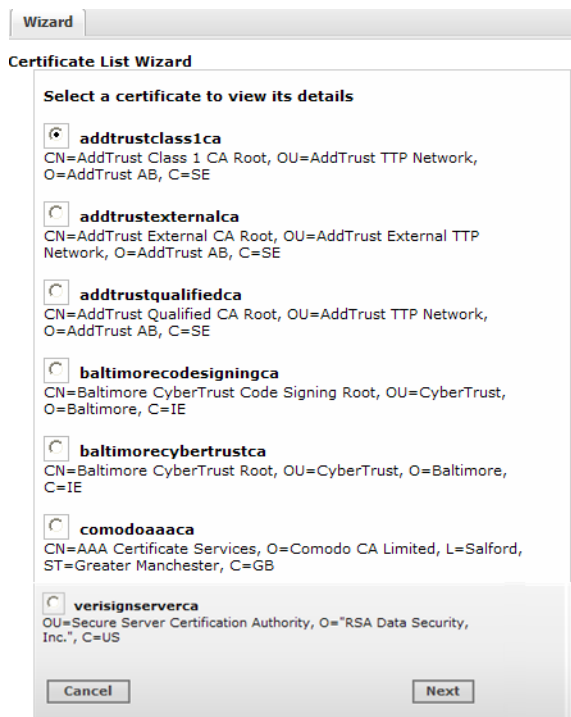 Wizard
Certificate List Wizard
Select a certificate to view its details
addtrustclass1ca
CN=AddTrust Class 1 CA Root, OU=AddTrust TTP Network,
O=AddTrust AB, C=SE
addtrustexternalca
CN=AddTrust External CA Root, OU=AddTrust External TTP
Network, O=AddTrust AB, C=SE
addtrustqualifiedca
CN=AddTrust Qualified CA Root, OU=AddTrust TTP Network,
O=AddTrust AB, C=SE
baltimorecodesigningca
CN=Baltimore CyberTrust Code Signing Root, OU=CyberTrust,
O=Baltimore, C=IE
baltimorecybertrustca
CN=Baltimore CyberTrust Root, OU=CyberTrust, O=Baltimore,
C=IE
comodoaaaca
CN=AAA Certificate Services, O=Comodo CA Limited, L=Salford,
ST=Greater Manchester, C=GB
verisignserverca
OU=Secure Server Certification Authority, O="RSA Data Security,
Inc.", C=US
Cancel Next